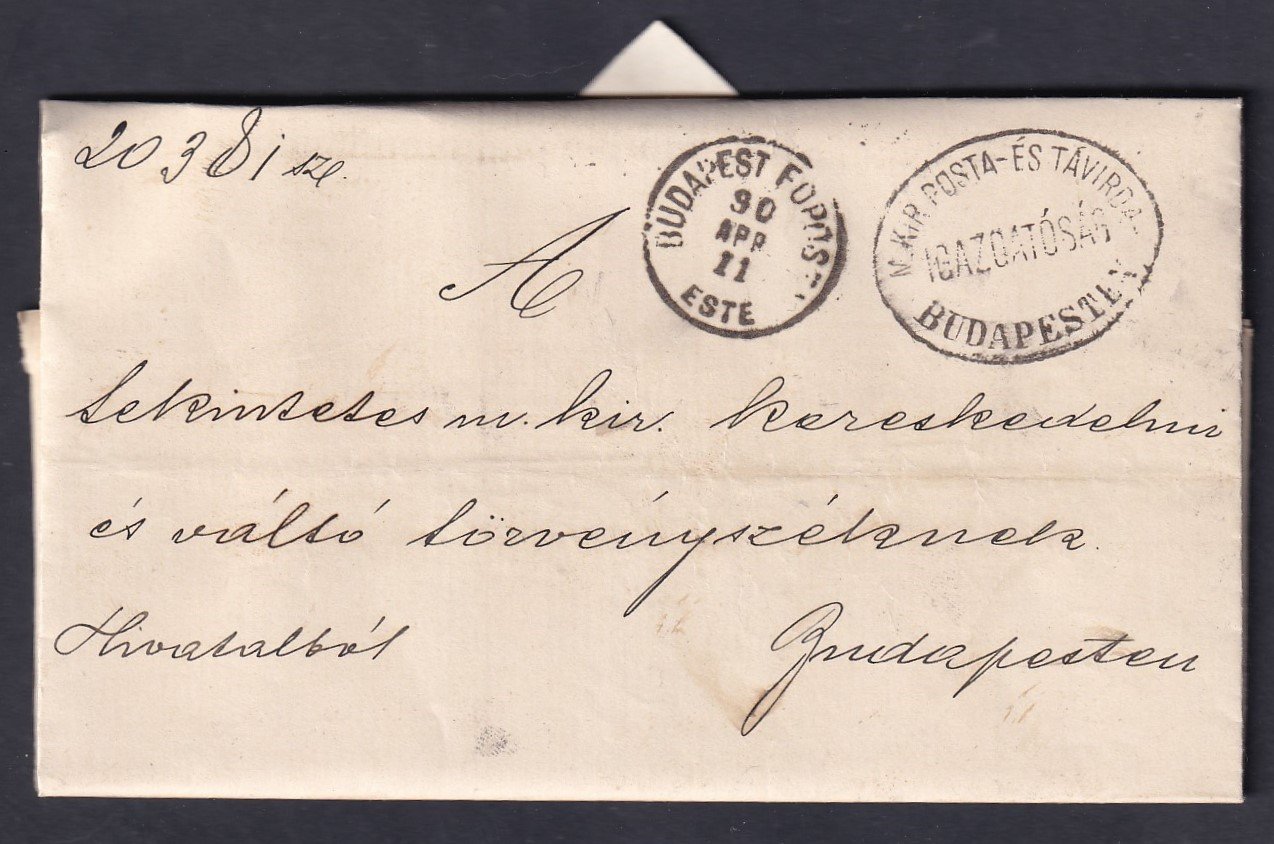 20381 sz.
BUDAPEST FŐPOSTA
90
APR
11
ESTE
M. KIR. POSTA-ÉS TÁVIRDA
IGAZGATÓSÁG
BUDAPESTEN
A
tekintetes m. kir. kereskedelmi
és váltó törvényszéknek
Hivatalból
Budapesten